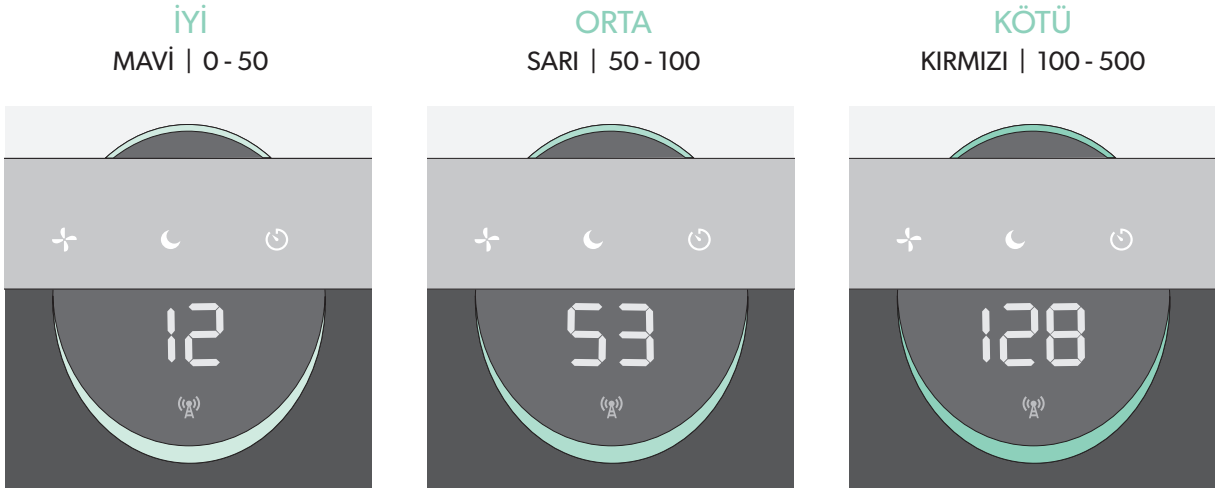 İYİ
MAVİ | 0 - 50
12
ORTA
SARI | 50 - 100
53
KÖTÜ
KIRMIZI | 100 - 500
128